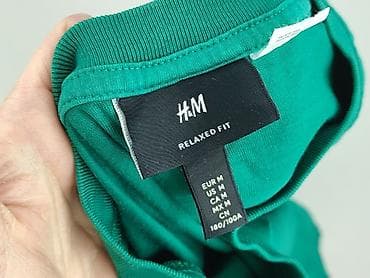 H&M
RELAXED FIT
EUR M
US M
CA M
MX M
CN
180/100A